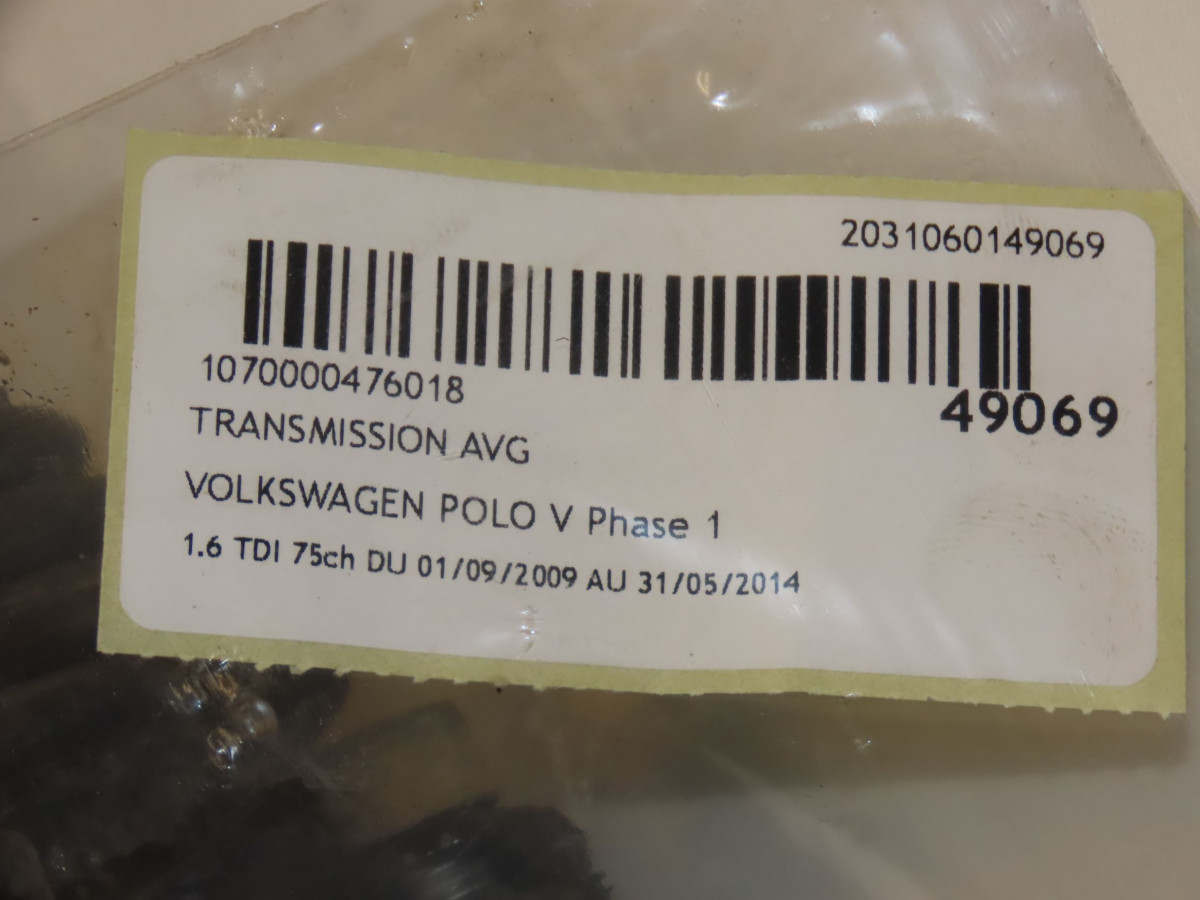 2031060149069
1070000476018
49069
TRANSMISSION AVG
VOLKSWAGEN POLO V Phase 1
1.6 TDI 75ch DU 01/09/2009 AU 31/05/2014